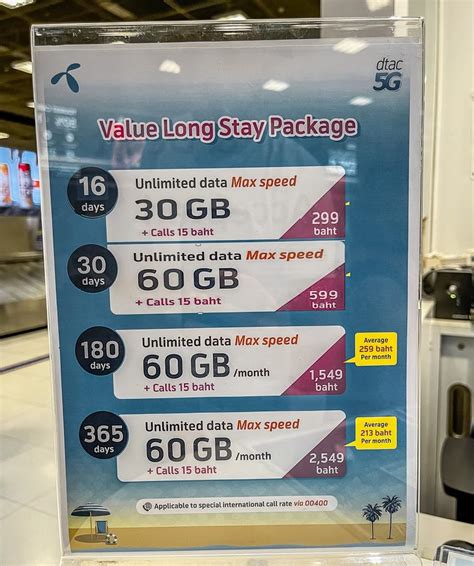 dtac
5G
Value Long Stay Package
16
days
Unlimited data Max speed
30 GB
+ Calls 15 baht
299
baht
30
days
Unlimited data Max speed
60 GB
+ Calls 15 baht
599
baht
180
days
Unlimited data Max speed
60 GB /month
+ Calls 15 baht
1,549
baht
Average
259 baht
Per month
365
days
Unlimited data Max speed
60 GB /month
+ Calls 15 baht
2,549
baht
Average
213 baht
Per month
Applicable to special international call rate via 00400